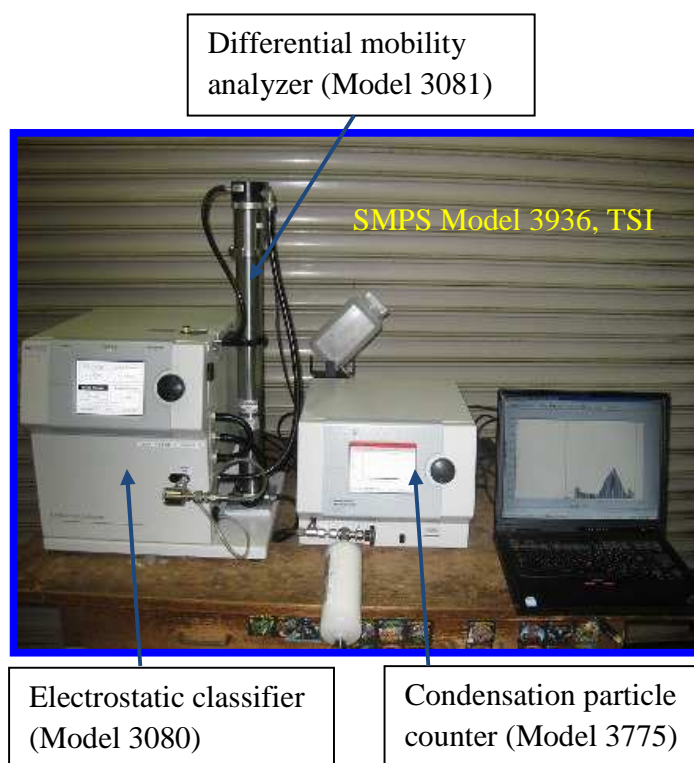 Differential mobility
analyzer (Model 3081)
SMPS Model 3936, TSI
Electrostatic classifier
(Model 3080)
Condensation particle
counter (Model 3775)